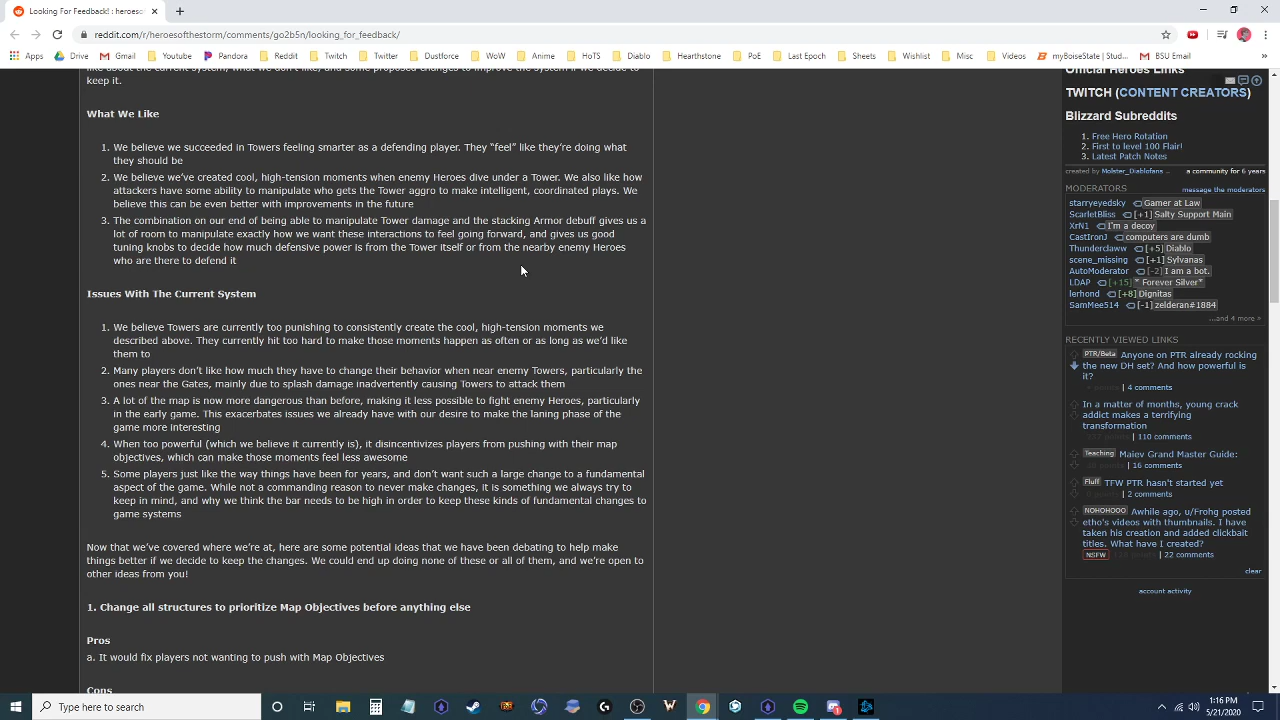 Looking For Feedback! : heroesof
reddit.com/r/heroesofthestorm/comments/go2b5n/looking_for_feedback/
Apps
Drive
Gmail
Youtube
Pandora
Reddit
Twitch
Twitter
Dustforce
WoW
Anime
HoTS
Diablo
Hearthstone
PoE
Last Epoch
Sheets
Wishlist
Misc
Videos
myBoiseState | Stud...
BSU Email
keep it.
What We Like
1. We believe we succeeded in Towers feeling smarter as a defending player. They “feel” like they’re doing what
they should be
2. We believe we’ve created cool, high-tension moments when enemy Heroes dive under a Tower. We also like how
attackers have some ability to manipulate who gets the Tower aggro to make intelligent, coordinated plays. We
believe this can be even better with improvements in the future
3. The combination on our end of being able to manipulate Tower damage and the stacking Armor debuff gives us a
lot of room to manipulate exactly how we want these interactions to feel going forward, and gives us good
tuning knobs to decide how much defensive power is from the Tower itself or from the nearby enemy Heroes
who are there to defend it
Issues With The Current System
1. We believe Towers are currently too punishing to consistently create the cool, high-tension moments we
described above. They currently hit too hard to make those moments happen as often or as long as we’d like
them to
2. Many players don’t like how much they have to change their behavior when near enemy Towers, particularly the
ones near the Gates, mainly due to splash damage inadvertently causing Towers to attack them
3. A lot of the map is now more dangerous than before, making it less possible to fight enemy Heroes, particularly
in the early game. This exacerbates issues we already have with our desire to make the laning phase of the
game more interesting
4. When too powerful (which we believe it currently is), it disincentivizes players from pushing with their map
objectives, which can make those moments feel less awesome
5. Some players just like the way things have been for years, and don’t want such a large change to a fundamental
aspect of the game. While not a commanding reason to never make changes, it is something we always try to
keep in mind, and why we think the bar needs to be high in order to keep these kinds of fundamental changes to
game systems
Now that we’ve covered where we’re at, here are some potential ideas that we have been debating to help make
things better if we decide to keep the changes. We could end up doing none of these or all of them, and we’re open to
other ideas from you!
1. Change all structures to prioritize Map Objectives before anything else
Pros
a. It would fix players not wanting to push with Map Objectives
Cons
Official Heroes Links
TWITCH (CONTENT CREATORS)
Blizzard Subreddits
1. Free Hero Rotation
2. First to level 100 Flair!
3. Latest Patch Notes
created by Molster_Diablofans ..
a community for 6 years
MODERATORS
message the moderators
starryeyedsky Gamer at Law
ScarletBliss [+1] Salty Support Main
XrN1 I'm a decoy
CastIronJ computers are dumb
Thunderclaww [+5] Diablo
scene_missing [+1] Sylvanas
AutoModerator [-2] I am a bot.
LDAP [+15] * Forever Silver*
lerhond [+8] Dignitas
SamMee514 [-1] zelderan#1884
...and 4 more »
RECENTLY VIEWED LINKS
PTR/Beta Anyone on PTR already rocking
the new DH set? And how powerful is
it?
4 comments
In a matter of months, young crack
addict makes a terrifying
transformation
110 comments
Teaching Maiev Grand Master Guide:
16 comments
Fluff TFW PTR hasn't started yet
2 comments
NOHOHOOO Awhile ago, u/Frohg posted
etho's videos with thumbnails. I have
taken his creation and added clickbait
titles. What have I created?
NSFW 22 comments
clear
account activity
Type here to search
1:16 PM
5/21/2020